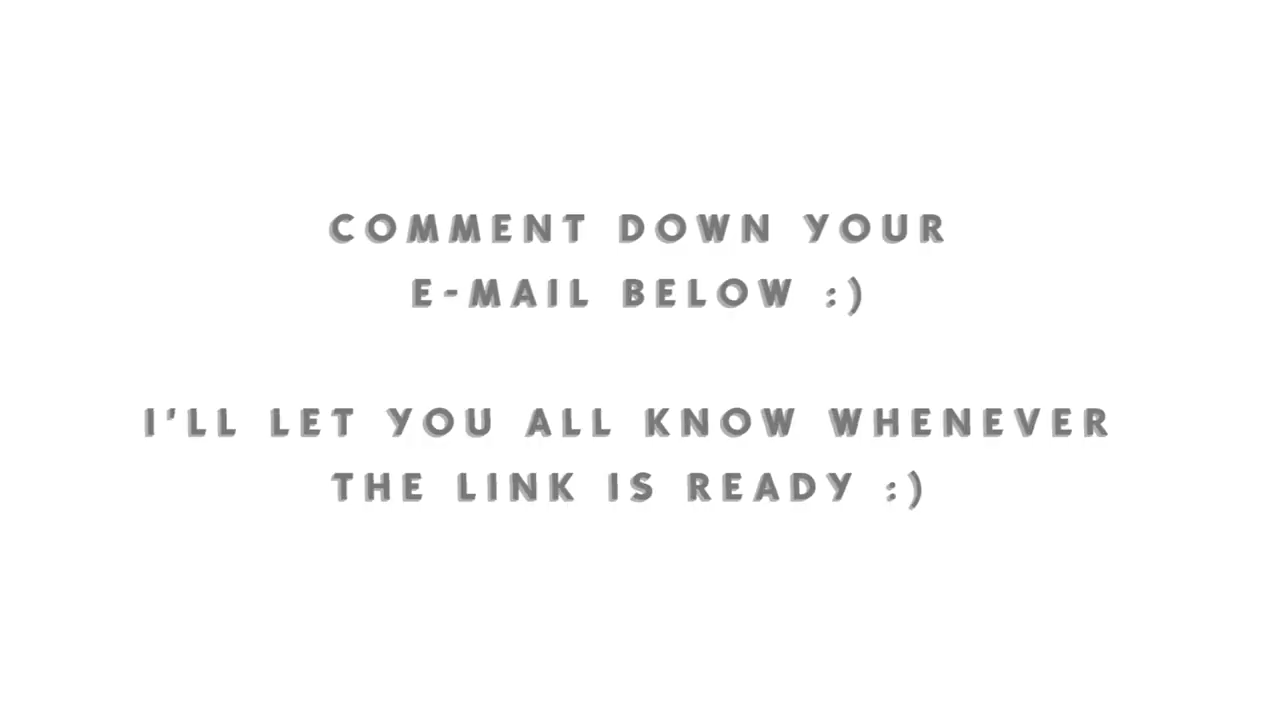 COMMENT DOWN YOUR
E-MAIL BELOW :)
I'LL LET YOU ALL KNOW WHENEVER
THE LINK IS READY :)